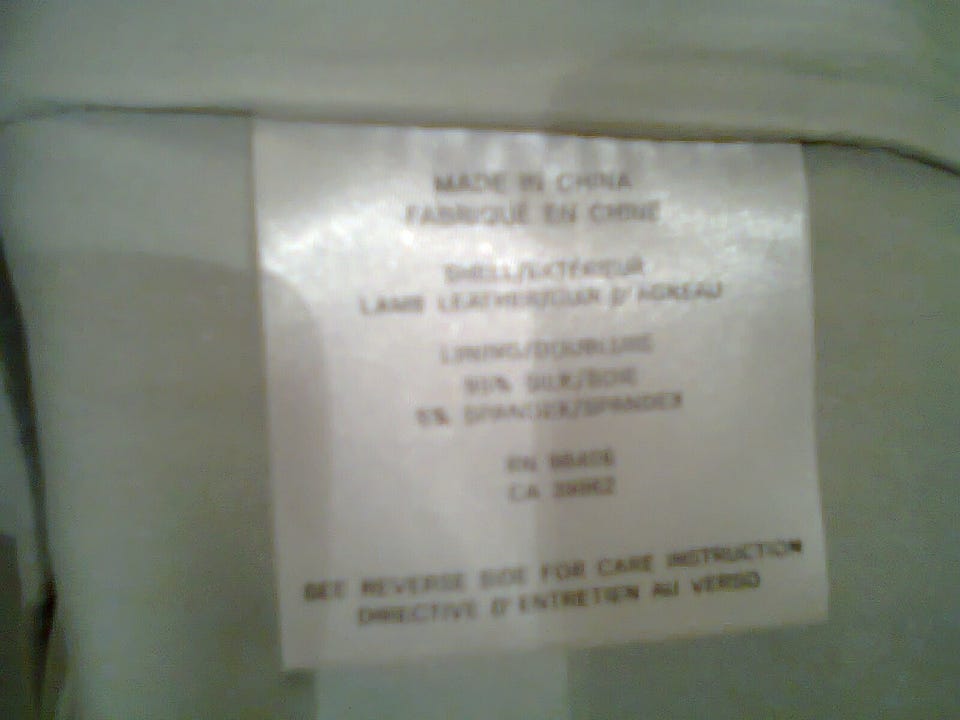 MADE IN CHINA
FABRIQUÉ EN CHINE
SHELL/EXTÉRIEUR
LAMB LEATHER/CUIR D'AGNEAU
LINING/DOUBLURE
SILK/SOIE
5% SPANDEX/SPANDEX
RN
CA
SEE REVERSE SIDE FOR CARE INSTRUCTION
DIRECTIVE D'ENTRETIEN AU VERSO